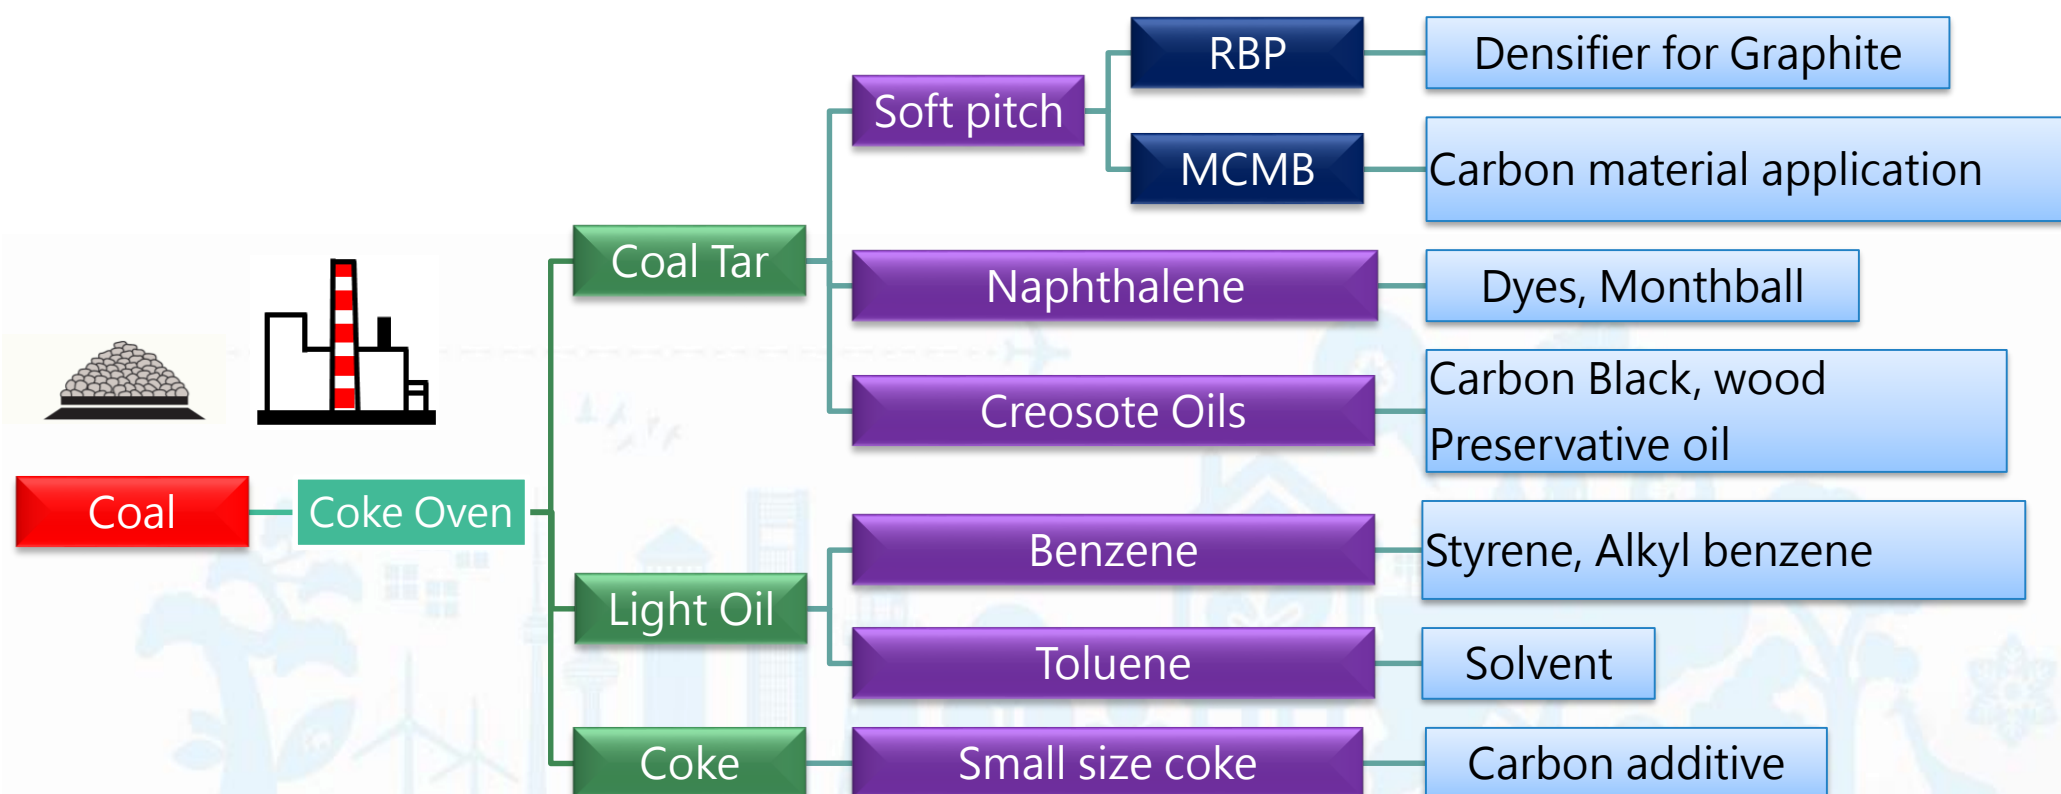 RBP
Densifier for Graphite
Soft pitch
MCMB
Carbon material application
Coal Tar
Naphthalene
Dyes, Monthball
Creosote Oils
Carbon Black, wood
Preservative oil
Coal
Coke Oven
Benzene
Styrene, Alkyl benzene
Light Oil
Toluene
Solvent
Coke
Small size coke
Carbon additive